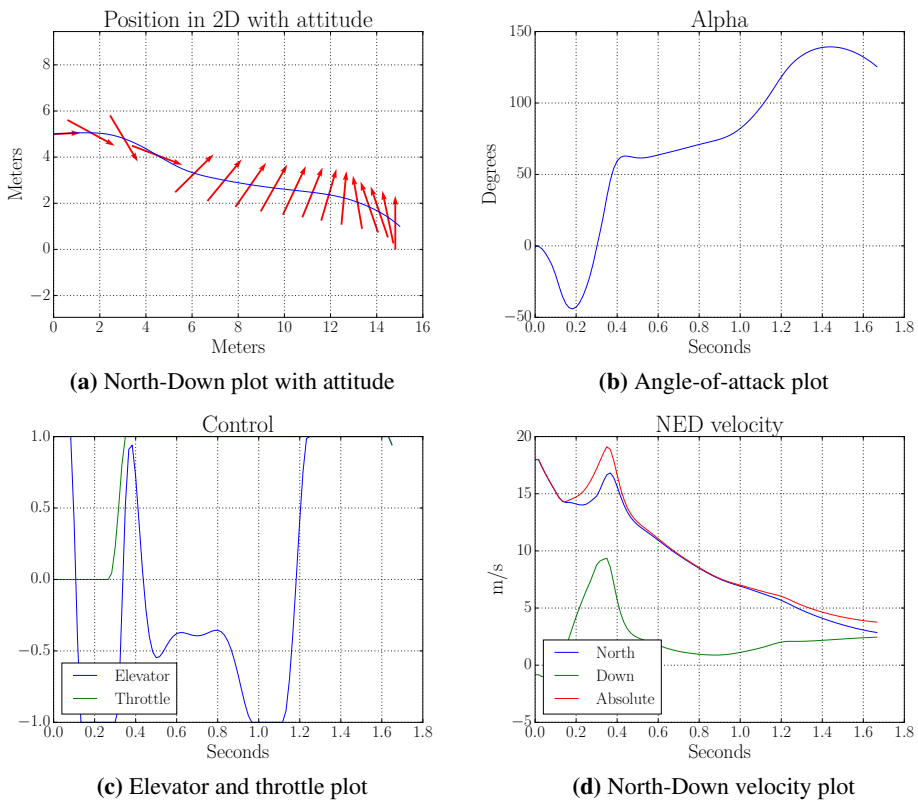 Position in 2D with attitude
Meters
8
6
4
2
0
−2
0 2 4 6 8 10 12 14 16
Meters
(a) North-Down plot with attitude
Alpha
Degrees
150
100
50
0
−50
0.0 0.2 0.4 0.6 0.8 1.0 1.2 1.4 1.6 1.8
Seconds
(b) Angle-of-attack plot
Control
1.0
0.5
0.0
−0.5
−1.0
Elevator
Throttle
0.0 0.2 0.4 0.6 0.8 1.0 1.2 1.4 1.6 1.8
Seconds
(c) Elevator and throttle plot
NED velocity
m/s
20
15
10
5
0
−5
North
Down
Absolute
0.0 0.2 0.4 0.6 0.8 1.0 1.2 1.4 1.6 1.8
Seconds
(d) North-Down velocity plot